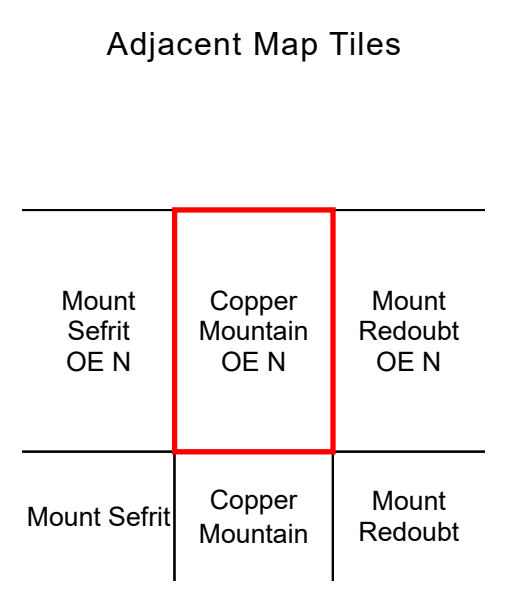 Adjacent Map Tiles
Mount
Sefrit
OE N
Copper
Mountain
OE N
Mount
Redoubt
OE N
Mount Sefrit
Copper
Mountain
Mount
Redoubt